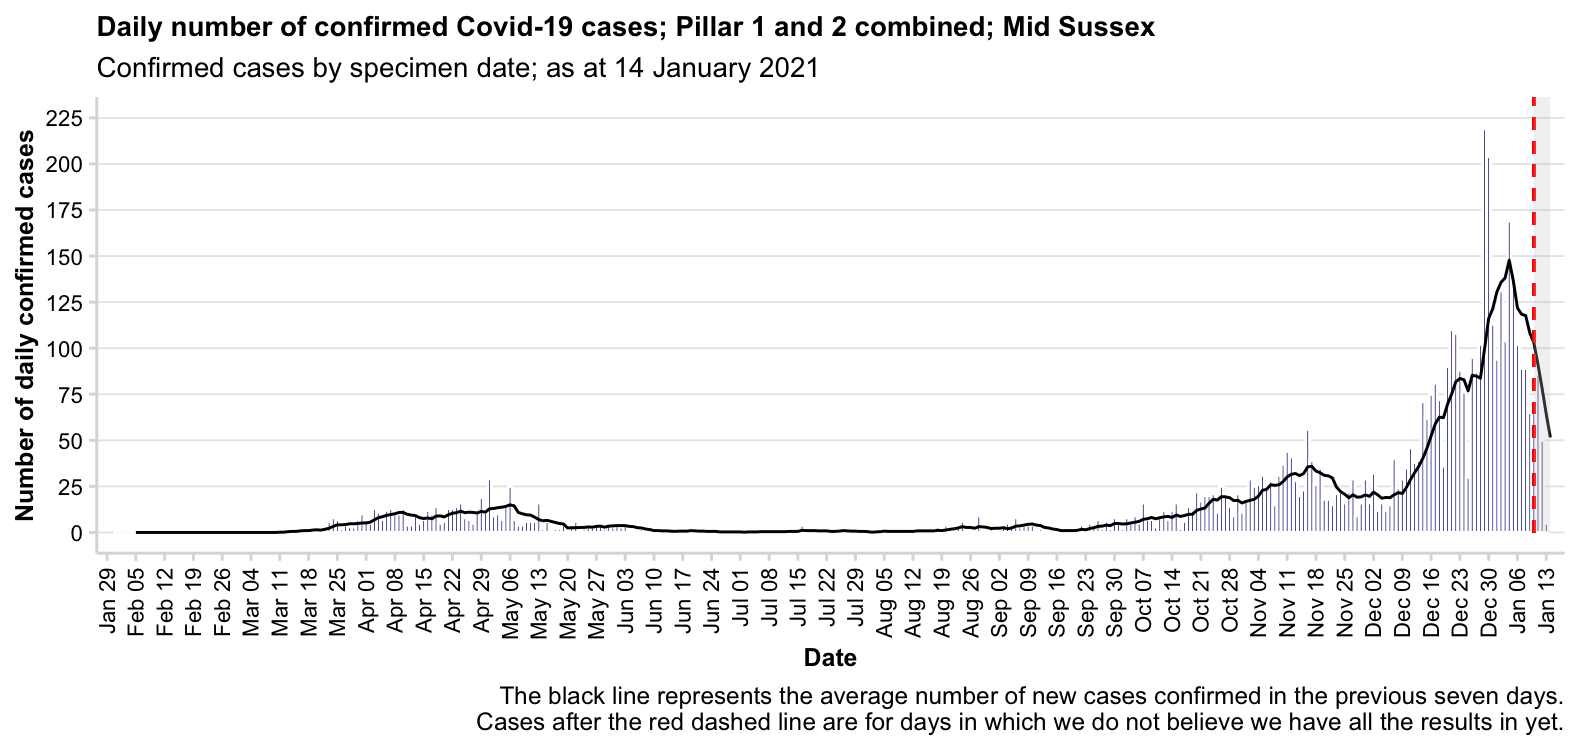 Daily number of confirmed Covid-19 cases; Pillar 1 and 2 combined; Mid Sussex
Confirmed cases by specimen date; as at 14 January 2021
Number of daily confirmed cases
225
200
175
150
125
100
75
50
25
0
Jan 29
Feb 05
Feb 12
Feb 19
Feb 26
Mar 04
Mar 11
Mar 18
Mar 25
Apr 01
Apr 08
Apr 15
Apr 22
Apr 29
May 06
May 13
May 20
May 27
Jun 03
Jun 10
Jun 17
Jun 24
Jul 01
Jul 08
Jul 15
Jul 22
Jul 29
Aug 05
Aug 12
Aug 19
Aug 26
Sep 02
Sep 09
Sep 16
Sep 23
Sep 30
Oct 07
Oct 14
Oct 21
Oct 28
Nov 04
Nov 11
Nov 18
Nov 25
Dec 02
Dec 09
Dec 16
Dec 23
Dec 30
Jan 06
Jan 13
Date
The black line represents the average number of new cases confirmed in the previous seven days.
Cases after the red dashed line are for days in which we do not believe we have all the results in yet.